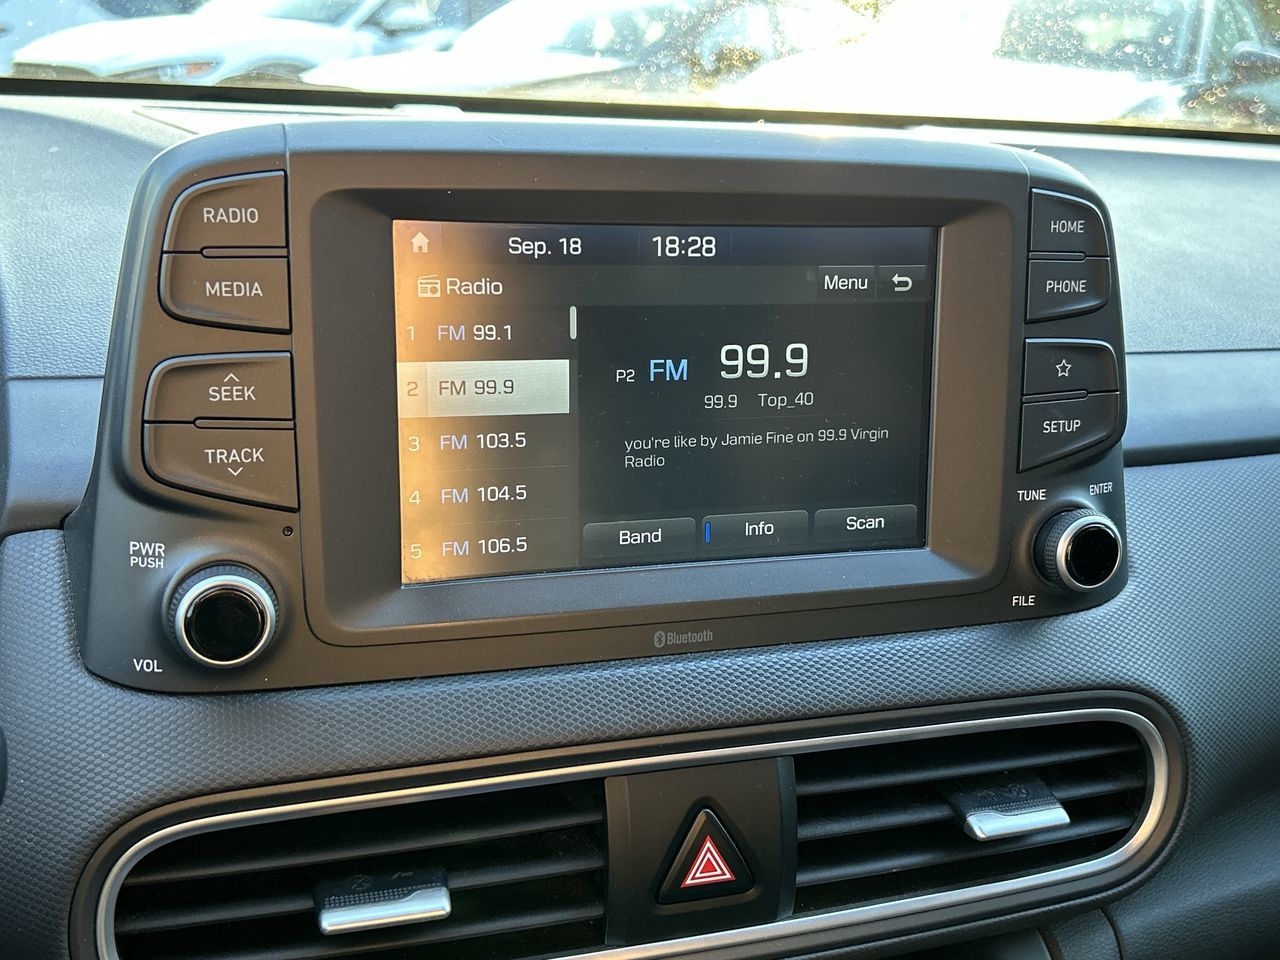 RADIO
MEDIA
SEEK
TRACK
PWR
PUSH
VOL
Sep. 18 18:28
Radio Menu
1 FM 99.1
2 FM 99.9
3 FM 103.5
4 FM 104.5
5 FM 106.5
P2 FM 99.9
99.9 Top_40
you're like by Jamie Fine on 99.9 Virgin
Radio
Band Info Scan
Bluetooth
HOME
PHONE
SETUP
TUNE ENTER
FILE